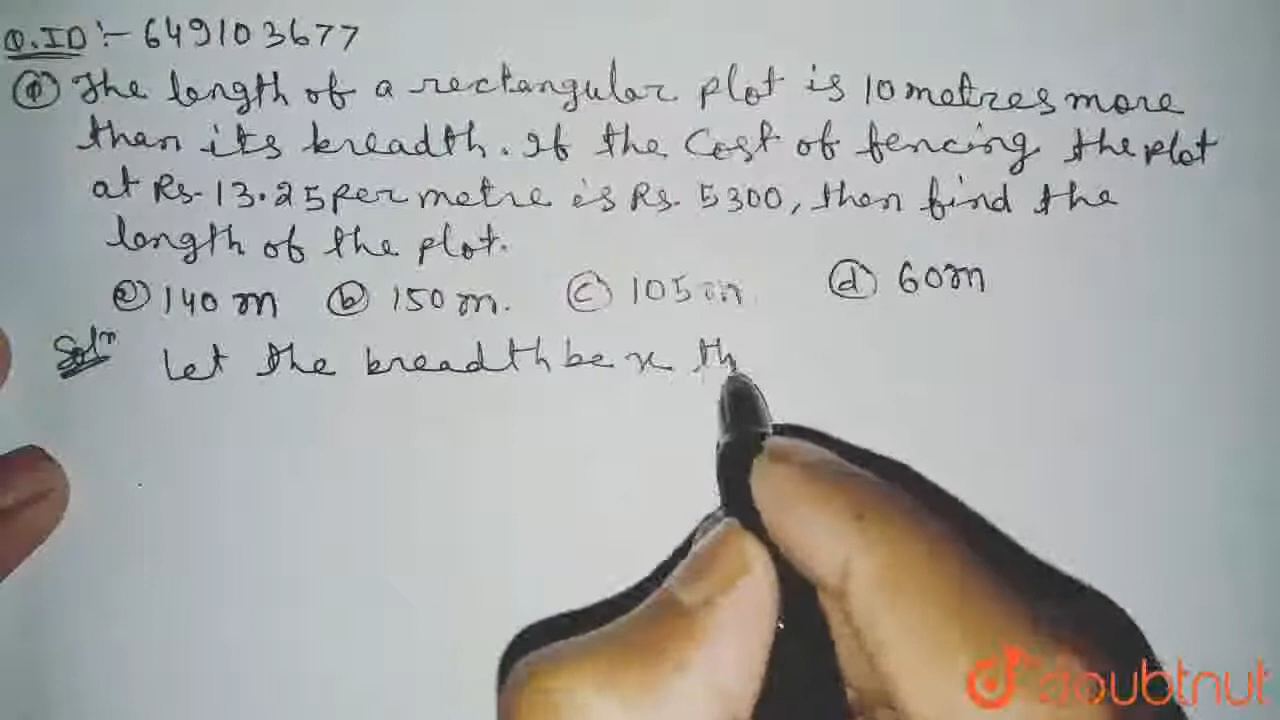 Q.ID :- 649103677
Q The length of a rectangular plot is 10 metres more
than its breadth. If the cost of fencing the plot
at Rs. 13.25 per metre is Rs. 5300, then find the
length of the plot.
a 140 m b 150 m. c 105 m. d 60 m
Solⁿ Let the breadth be x th
doubtnut